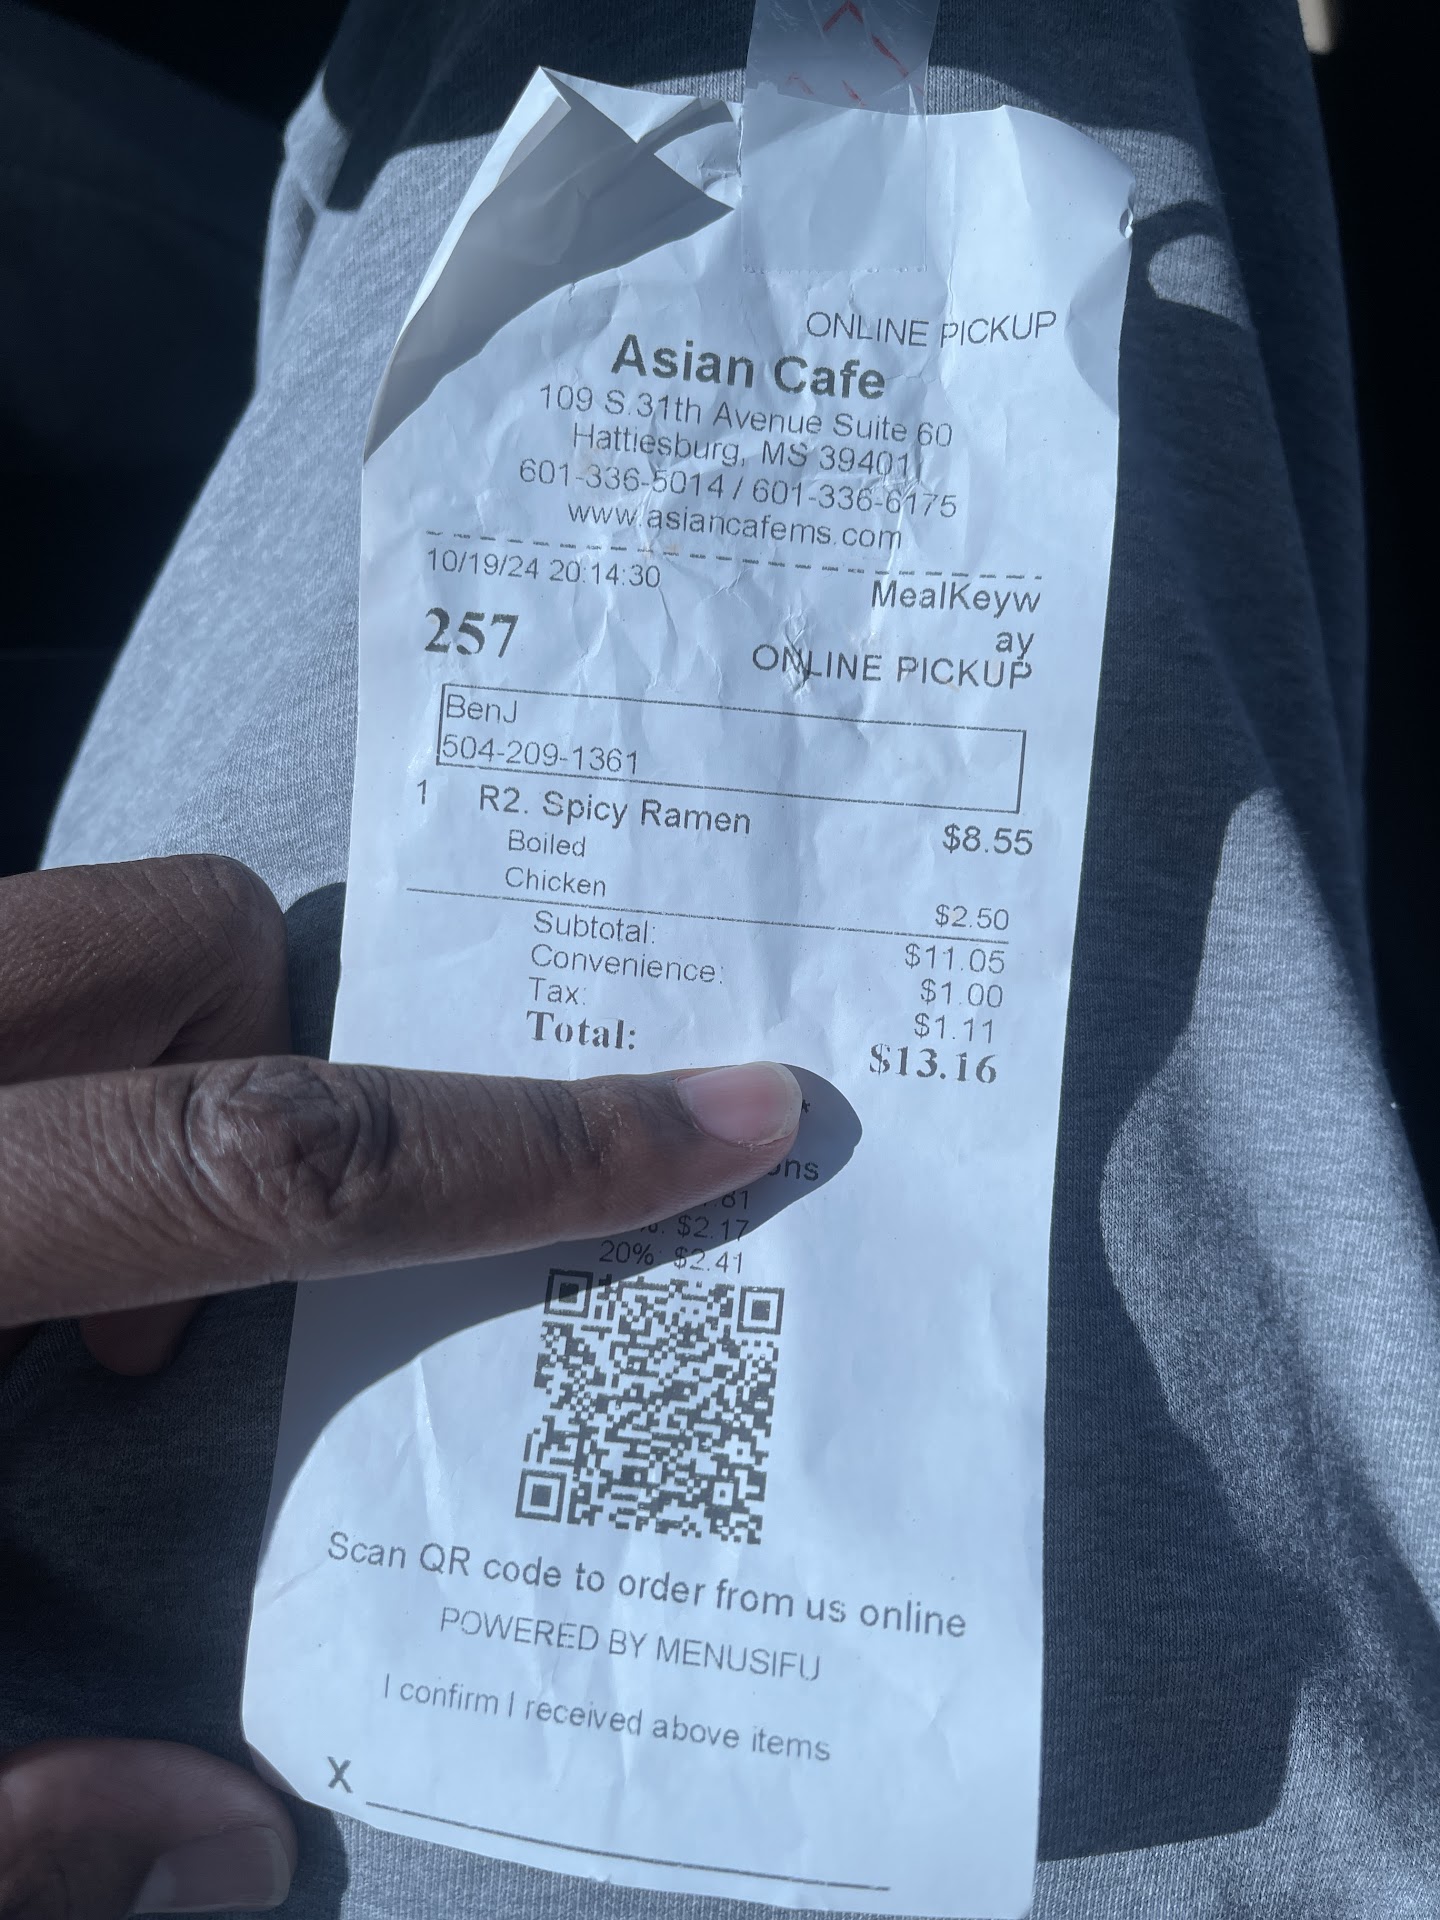 ONLINE PICKUP
Asian Cafe
109 S.31th Avenue Suite 60
Hattiesburg, MS 39401
601-336-5014 / 601-336-6175
www.asiancafems.com
10/19/24 20:14:30 MealKeyw
ay
257 ONLINE PICKUP
BenJ
504-209-1361
1 R2. Spicy Ramen $8.55
Boiled
Chicken $2.50
Subtotal: $11.05
Convenience: $1.00
Tax: $1.11
Total: $13.16
*
ons
.81
%: $2.17
20%: $2.41
Scan QR code to order from us online
POWERED BY MENUSIFU
I confirm I received above items
X